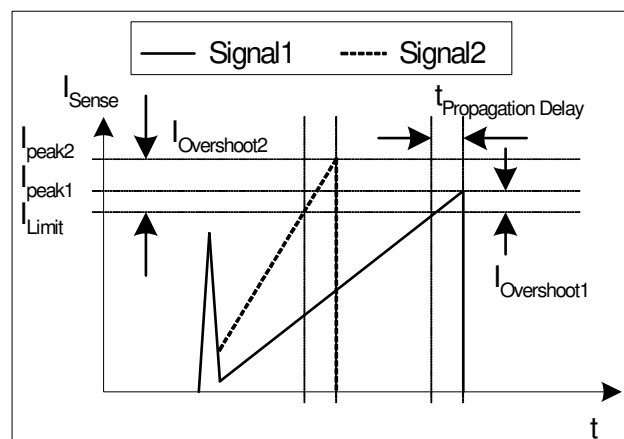 Signal1 Signal2
I_Sense
t_Propagation Delay
I_peak2
I_Overshoot2
I_peak1
I_Limit
I_Overshoot1
t